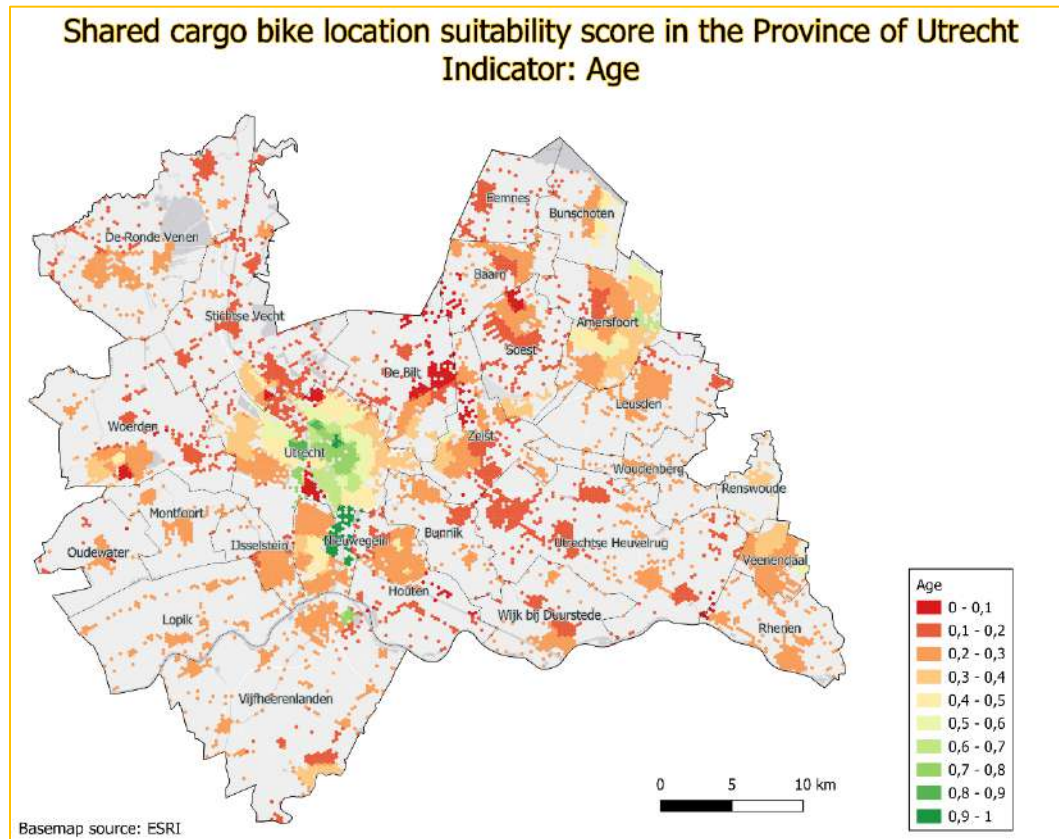 Shared cargo bike location suitability score in the Province of Utrecht
Indicator: Age
Eemnes
Bunschoten
De Ronde Venen
Baarn
Stichtse Vecht
Amersfoort
Soest
De Bilt
Leusden
Woerden
Zeist
Utrecht
Woudenberg
Renswoude
Montfoort
Oudewater
IJsselstein
Nieuwegein
Bunnik
Utrechtse Heuvelrug
Veenendaal
Houten
Wijk bij Duurstede
Lopik
Rhenen
Vijfheerenlanden
Age
0 - 0,1
0,1 - 0,2
0,2 - 0,3
0,3 - 0,4
0,4 - 0,5
0,5 - 0,6
0,6 - 0,7
0,7 - 0,8
0,8 - 0,9
0,9 - 1
0 5 10 km
Basemap source: ESRI